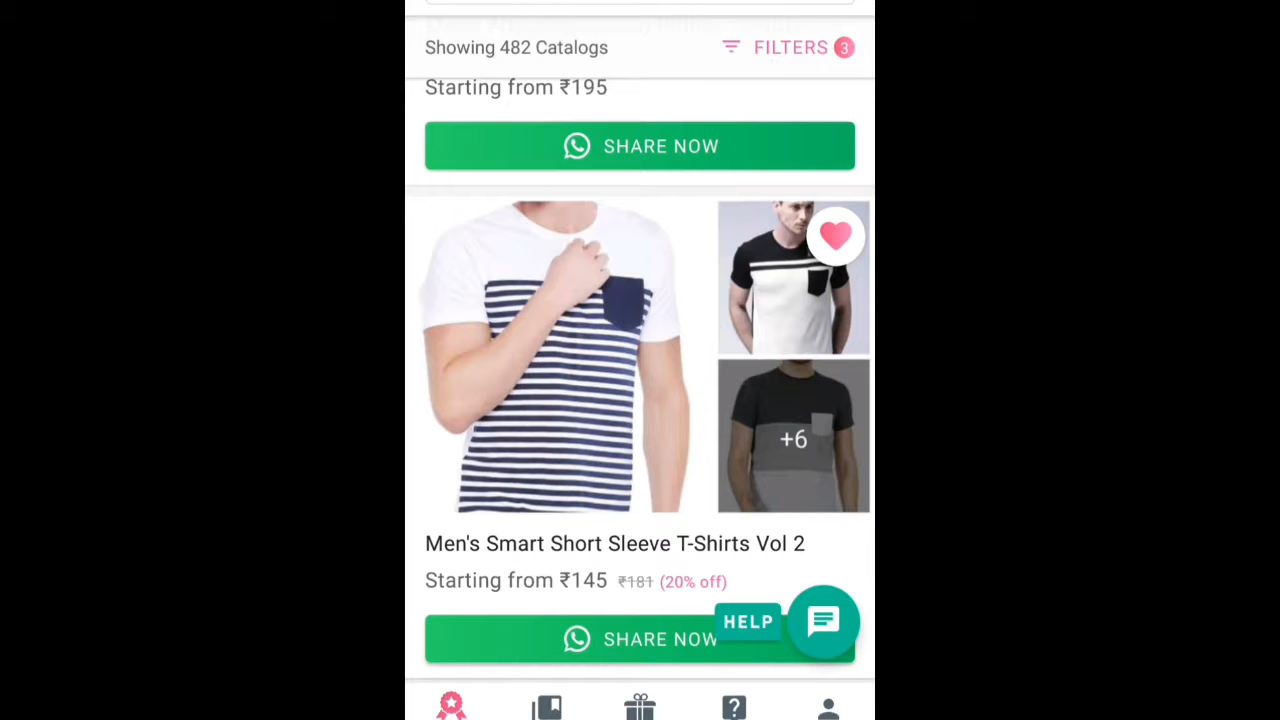 Showing 482 Catalogs
FILTERS 3
Starting from ₹195
SHARE NOW
+6
Men's Smart Short Sleeve T-Shirts Vol 2
Starting from ₹145 ₹181 (20% off)
HELP
SHARE NOW
?